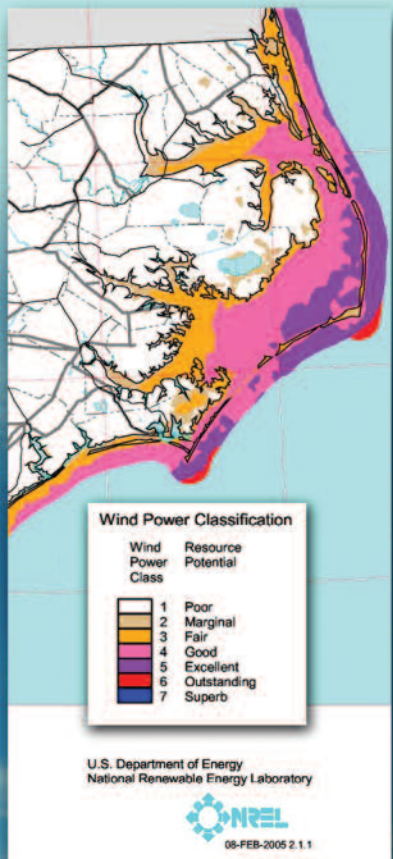 Wind Power Classification
Wind Power Class
Resource Potential
1 Poor
2 Marginal
3 Fair
4 Good
5 Excellent
6 Outstanding
7 Superb
U.S. Department of Energy
National Renewable Energy Laboratory
NREL
08-FEB-2005 2.1.1